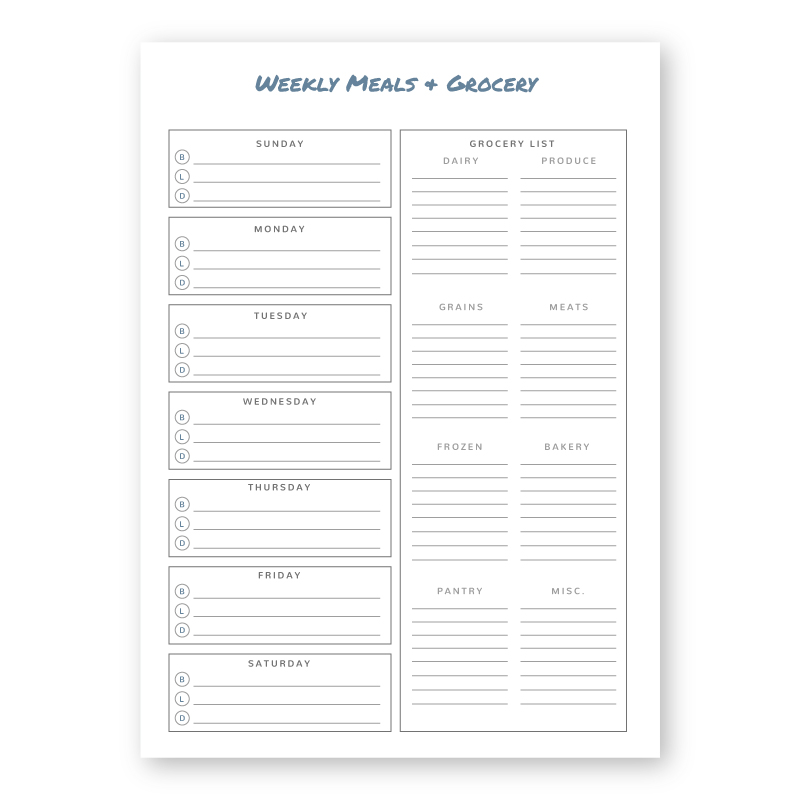 Weekly Meals + Grocery
SUNDAY
B
L
D
MONDAY
B
L
D
TUESDAY
B
L
D
WEDNESDAY
B
L
D
THURSDAY
B
L
D
FRIDAY
B
L
D
SATURDAY
B
L
D
GROCERY LIST
DAIRY PRODUCE
GRAINS MEATS
FROZEN BAKERY
PANTRY MISC.